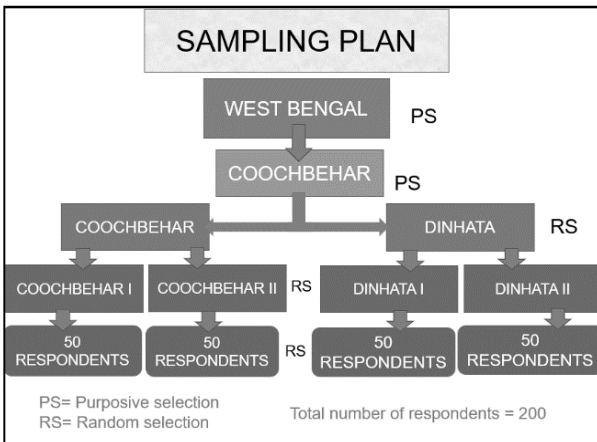 SAMPLING PLAN
WEST BENGAL
PS
COOCHBEHAR
PS
COOCHBEHAR
DINHATA
RS
COOCHBEHAR I
COOCHBEHAR II
RS
DINHATA I
DINHATA II
50
RESPONDENTS
50
RESPONDENTS
RS
50
RESPONDENTS
50
RESPONDENTS
PS= Purposive selection
RS= Random selection
Total number of respondents = 200